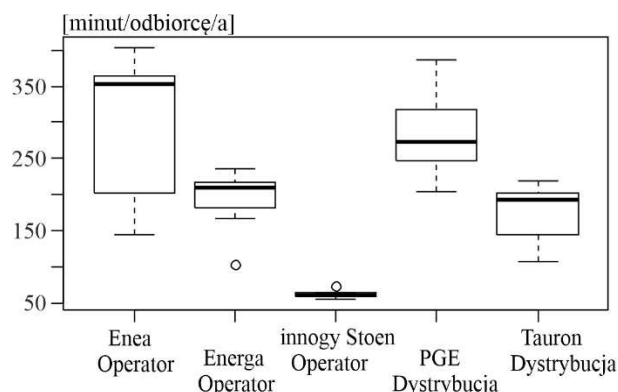 [minut/odbiorcę/a]
350
250
150
50
Enea
Operator
Energa
Operator
innogy Stoen
Operator
PGE
Dystrybucja
Tauron
Dystrybucja